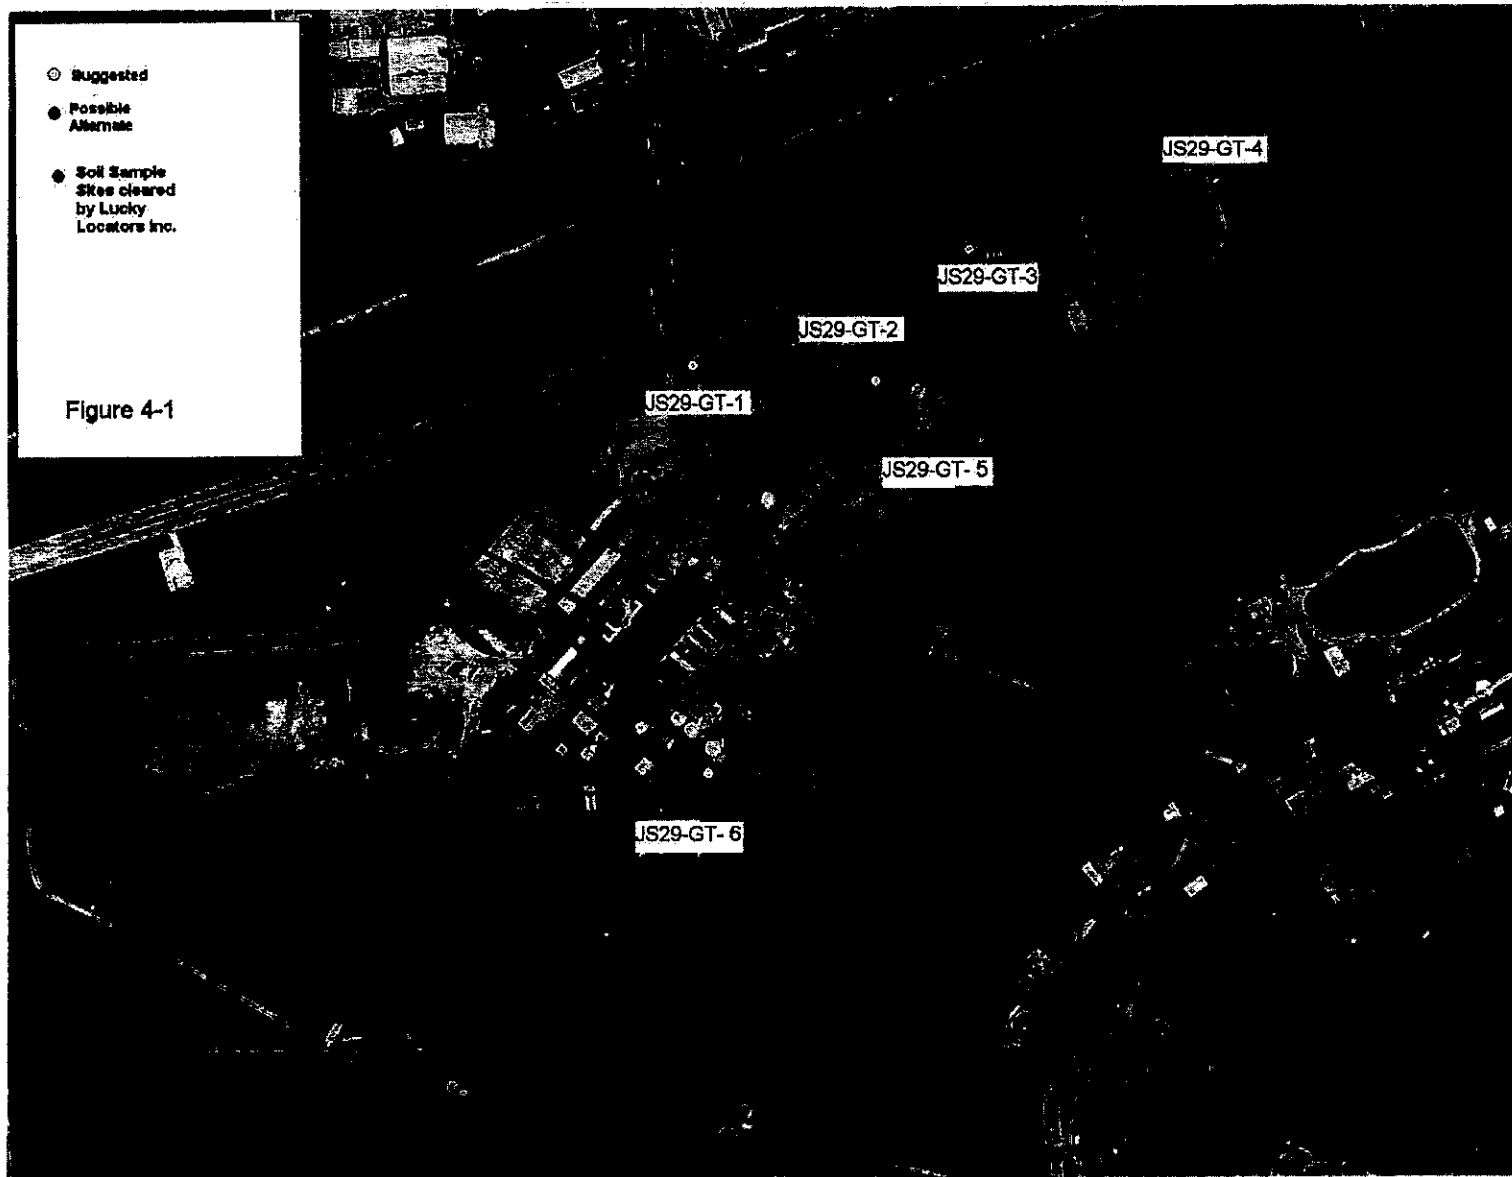 Suggested
Possible
Alternate
Soil Sample
Sites cleared
by Lucky
Locators Inc.
Figure 4-1
JS29-GT-4
JS29-GT-3
JS29-GT-2
JS29-GT-1
JS29-GT- 5
JS29-GT- 6